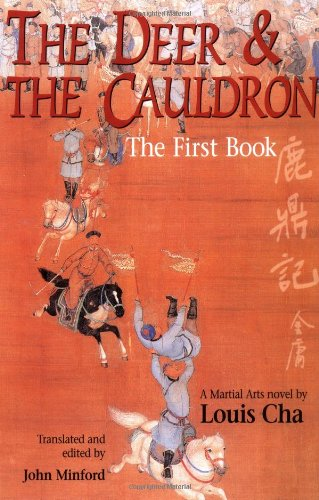 THE DEER &
THE CAULDRON
The First Book
鹿鼎記
金庸
A Martial Arts novel by
Louis Cha
Translated and
edited by
John Minford